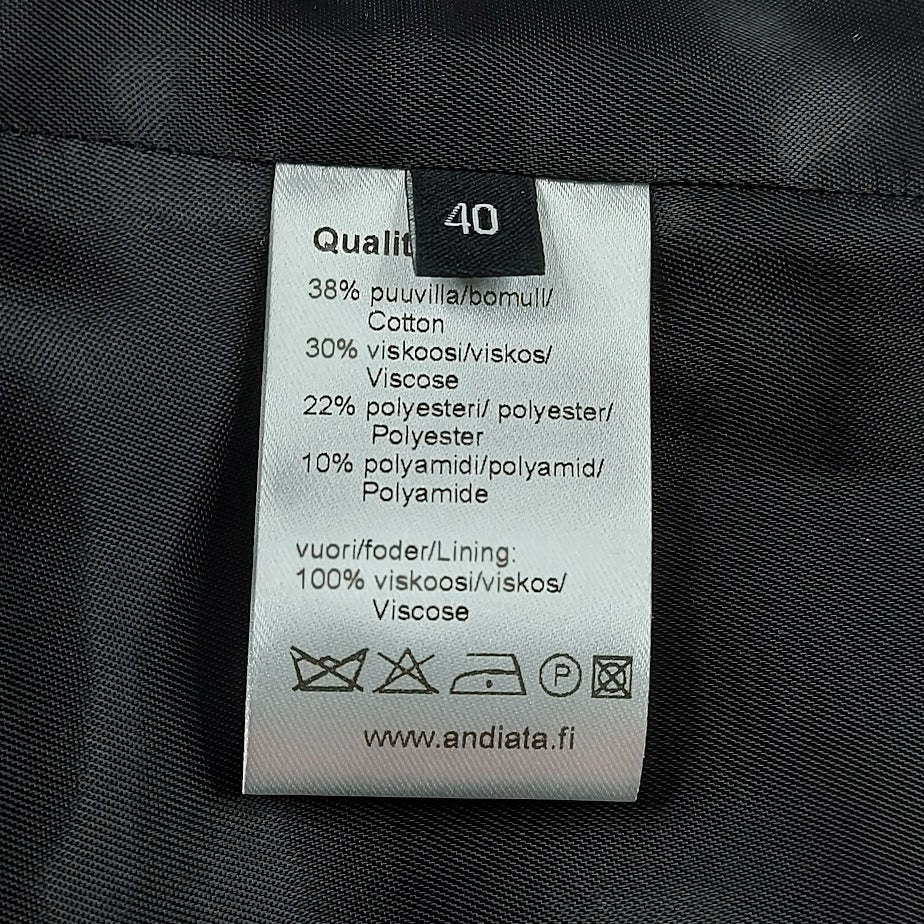 40
Qualit
38% puuvilla/bomull/
Cotton
30% viskoosi/viskos/
Viscose
22% polyesteri/ polyester/
Polyester
10% polyamidi/polyamid/
Polyamide
vuori/foder/Lining:
100% viskoosi/viskos/
Viscose
P
www.andiata.fi